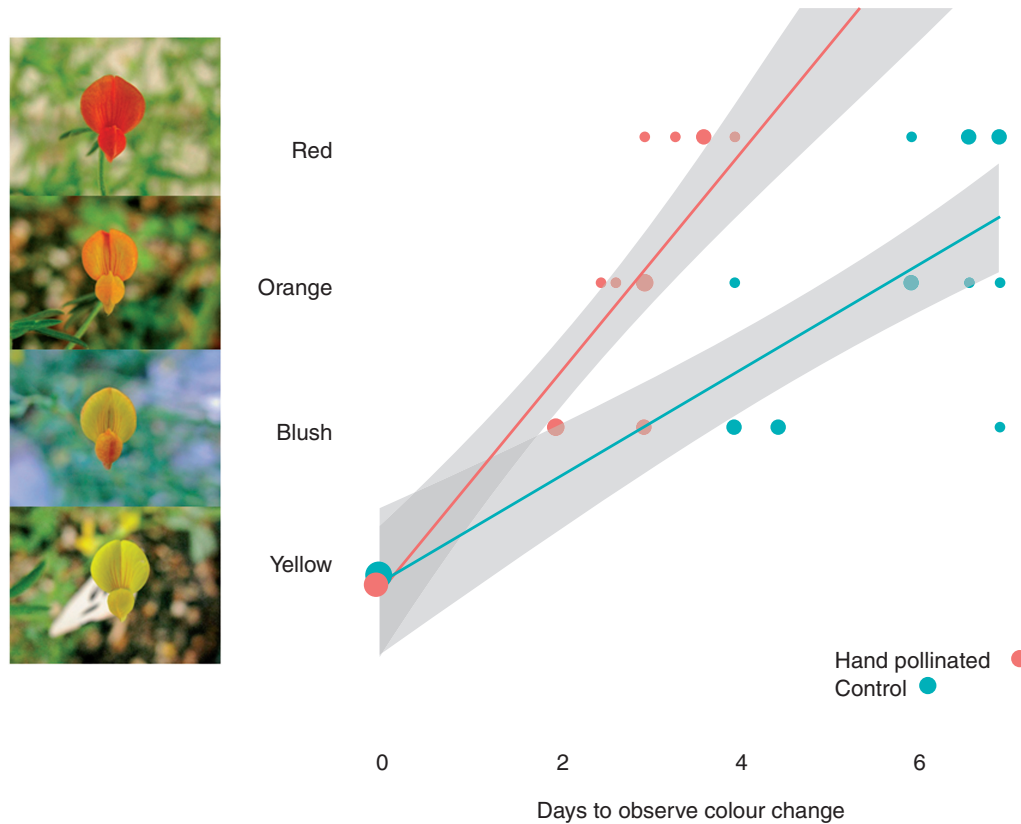 Red
Orange
Blush
Yellow
Hand pollinated
Control
0 2 4 6
Days to observe colour change